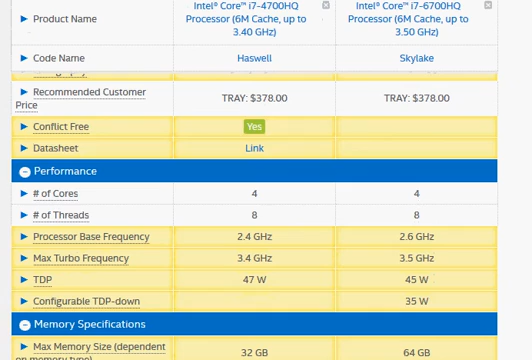 Product Name
Intel® Core™ i7-4700HQ
Processor (6M Cache, up to
3.40 GHz)
Intel® Core™ i7-6700HQ
Processor (6M Cache, up to
3.50 GHz)
Code Name Haswell Skylake
Recommended Customer
Price TRAY: $378.00 TRAY: $378.00
Conflict Free Yes
Datasheet Link
Performance
# of Cores 4 4
# of Threads 8 8
Processor Base Frequency 2.4 GHz 2.6 GHz
Max Turbo Frequency 3.4 GHz 3.5 GHz
TDP 47 W 45 W
Configurable TDP-down 35 W
Memory Specifications
Max Memory Size (dependent
on memory type) 32 GB 64 GB